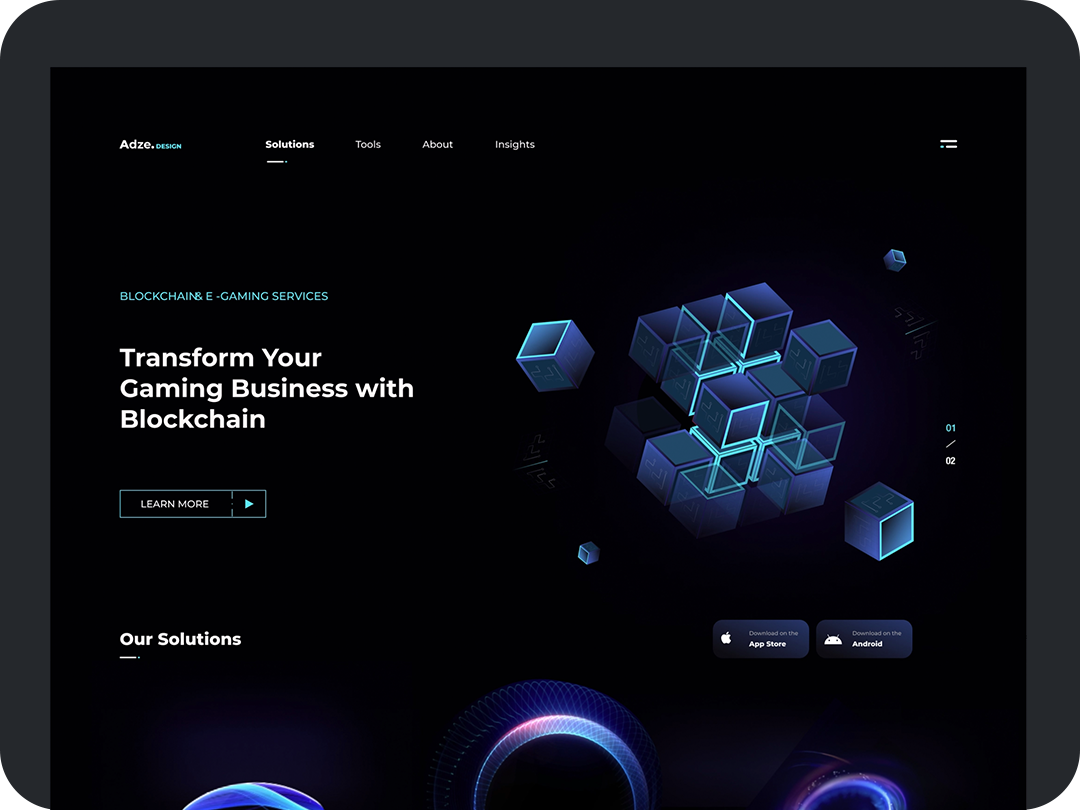 Adze. DESIGN
Solutions
Tools
About
Insights
BLOCKCHAIN& E -GAMING SERVICES
Transform Your
Gaming Business with
Blockchain
01
02
LEARN MORE
Our Solutions
Download on the
App Store
Download on the
Android